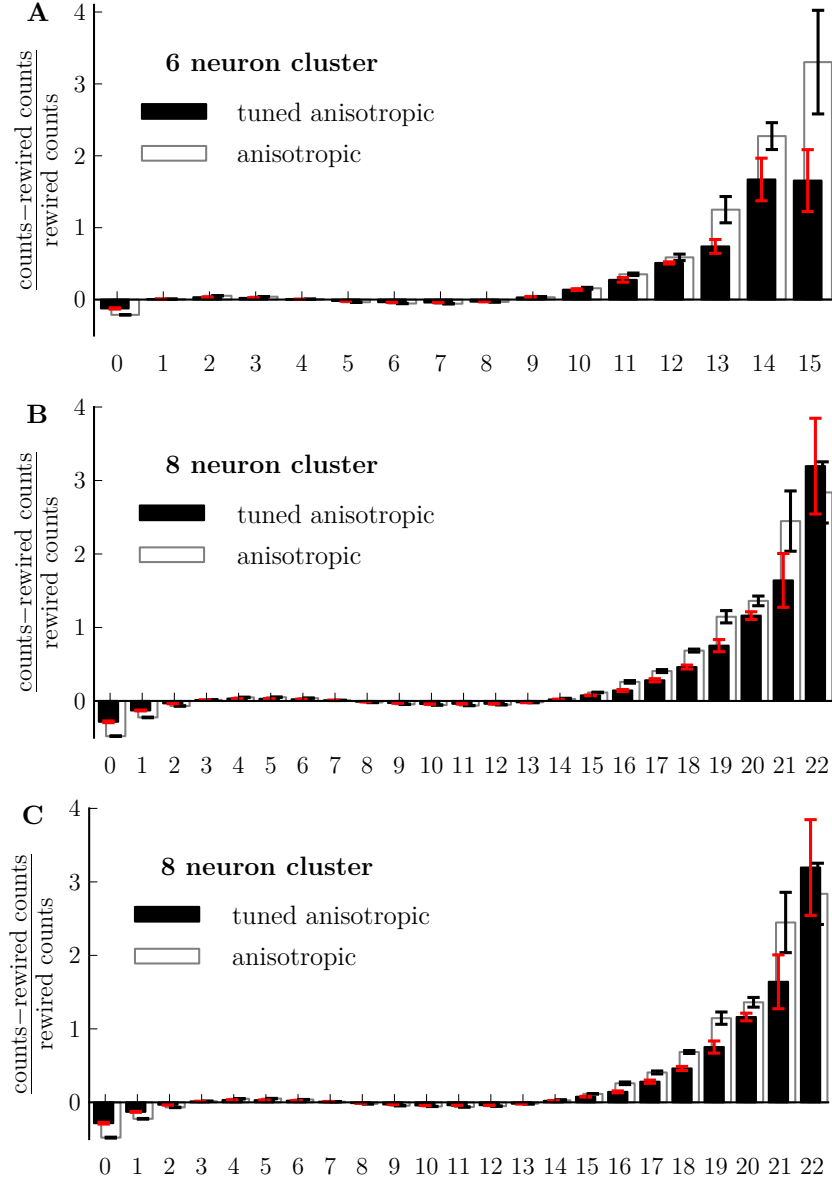 A
4
3
2
1
0
counts−rewired counts
rewired counts
6 neuron cluster
tuned anisotropic
anisotropic
0 1 2 3 4 5 6 7 8 9 10 11 12 13 14 15
B
4
3
2
1
0
counts−rewired counts
rewired counts
8 neuron cluster
tuned anisotropic
anisotropic
0 1 2 3 4 5 6 7 8 9 10 11 12 13 14 15 16 17 18 19 20 21 22
C
4
3
2
1
0
counts−rewired counts
rewired counts
8 neuron cluster
tuned anisotropic
anisotropic
0 1 2 3 4 5 6 7 8 9 10 11 12 13 14 15 16 17 18 19 20 21 22